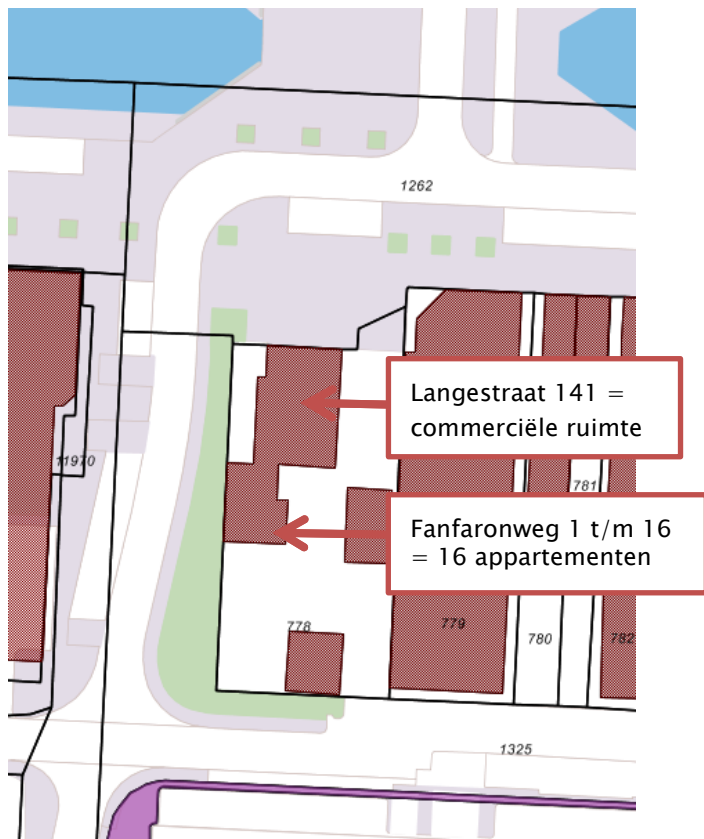 1262
Langestraat 141 =
commerciële ruimte
11970
781
Fanfaronweg 1 t/m 16
= 16 appartementen
778
779
780
782
1325